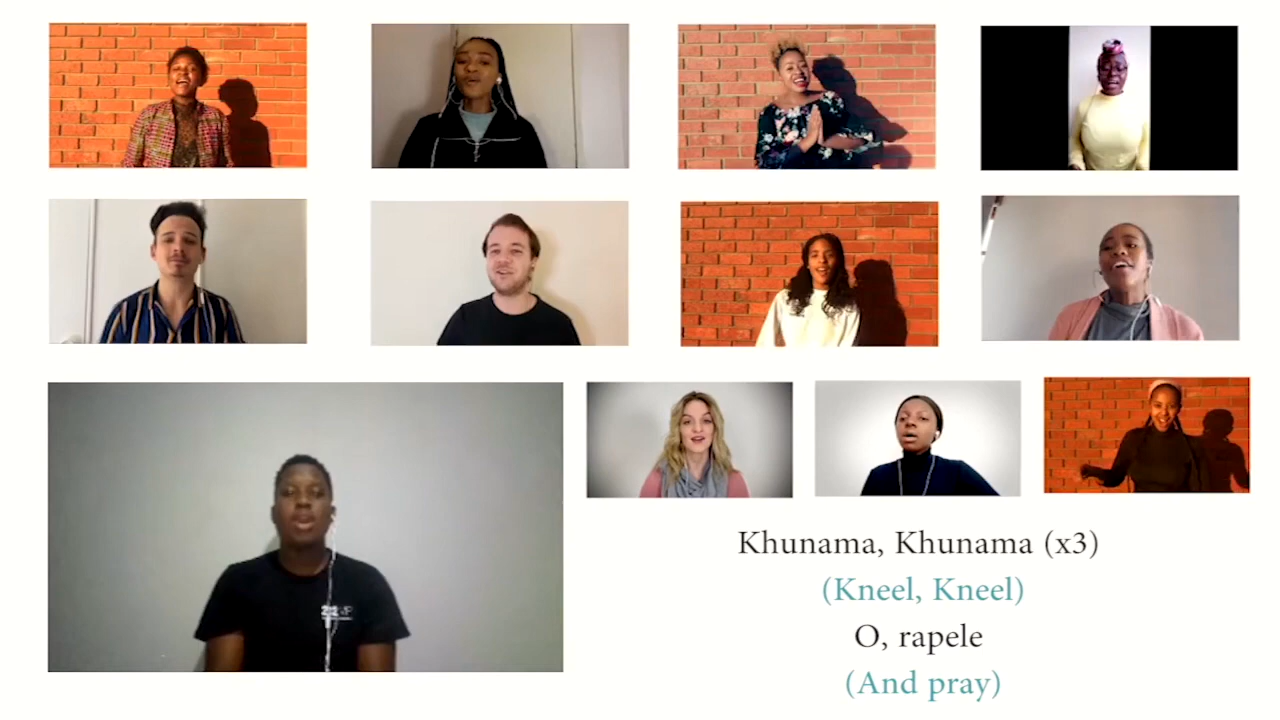 Khunama, Khunama (x3)
(Kneel, Kneel)
O, rapele
(And pray)